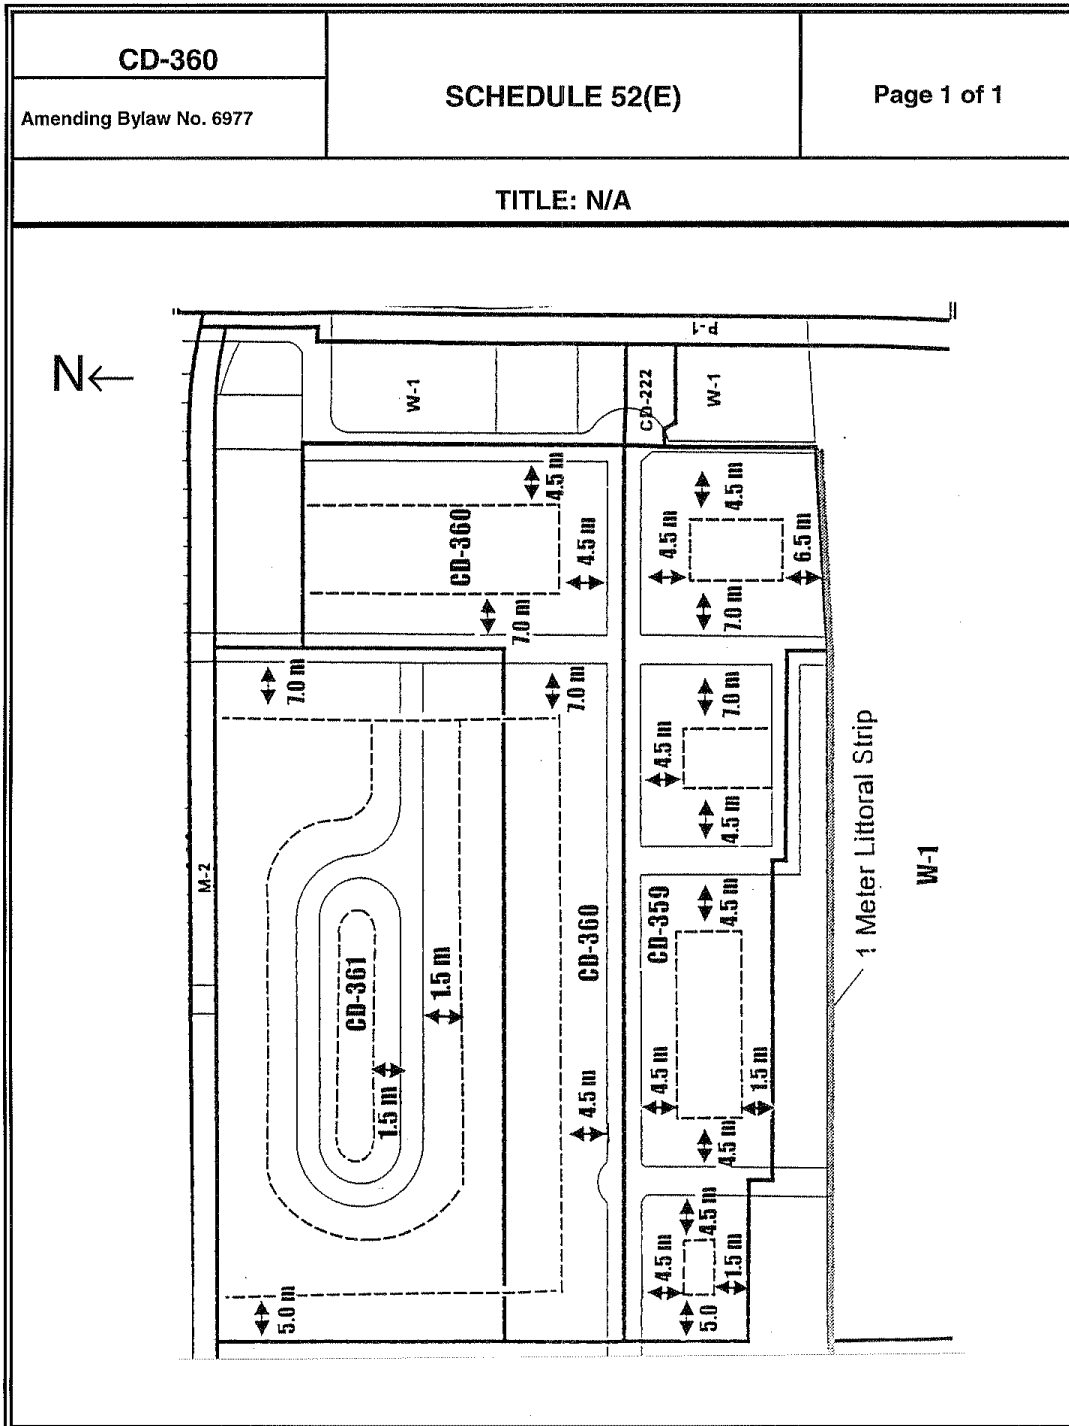 CD-360
Amending Bylaw No. 6977
SCHEDULE 52(E)
Page 1 of 1
TITLE: N/A
N
P-1
W-1
CD-222
W-1
4.5 m
CD-360
4.5 m
7.0 m
4.5 m
4.5 m
6.5 m
7.0 m
7.0 m
7.0 m
7.0 m
4.5 m
4.5 m
M-2
CD-361
1.5 m
1.5 m
CD-360
4.5 m
CD-359
4.5 m
4.5 m
1.5 m
4.5 m
4.5 m
4.5 m
1.5 m
5.0
5.0 m
1 Meter Littoral Strip
W-1